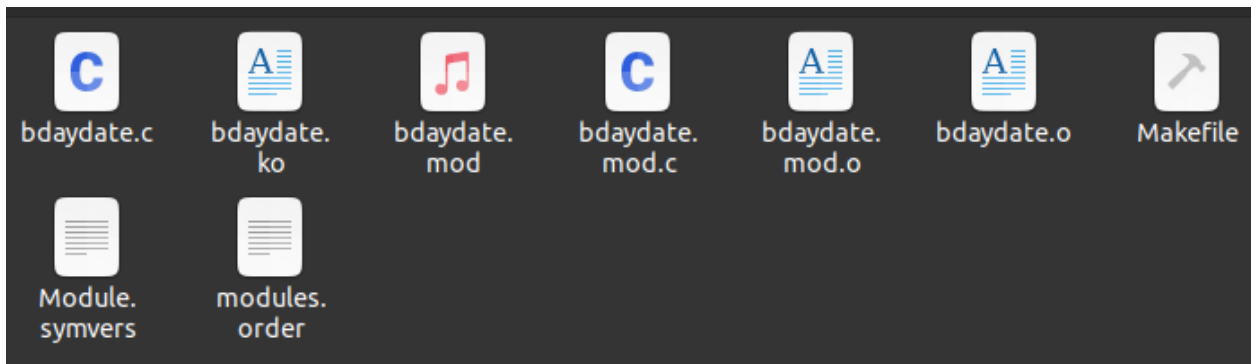 bdaydate.c
bdaydate.
ko
bdaydate.
mod
bdaydate.
mod.c
bdaydate.
mod.o
bdaydate.o
Makefile
Module.
symvers
modules.
order